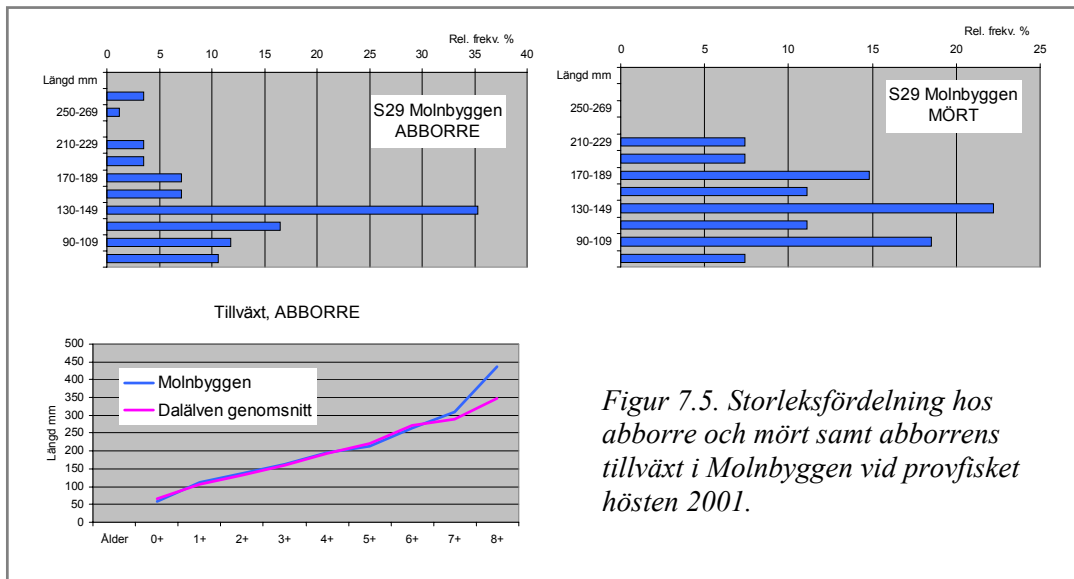 Rel. frekv. %
0 5 10 15 20 25 30 35 40
Längd mm
250-269
210-229
170-189
130-149
90-109
S29 Molnbyggen
ABBORRE
Rel. frekv. %
0 5 10 15 20 25
Längd mm
250-269
210-229
170-189
130-149
90-109
S29 Molnbyggen
MÖRT
Tillväxt, ABBORRE
Längd mm
500
450
400
350
300
250
200
150
100
50
0
Molnbyggen
Dalälven genomsnitt
Ålder 0+ 1+ 2+ 3+ 4+ 5+ 6+ 7+ 8+
Figur 7.5. Storleksfördelning hos
abborre och mört samt abborrens
tillväxt i Molnbyggen vid provfisket
hösten 2001.